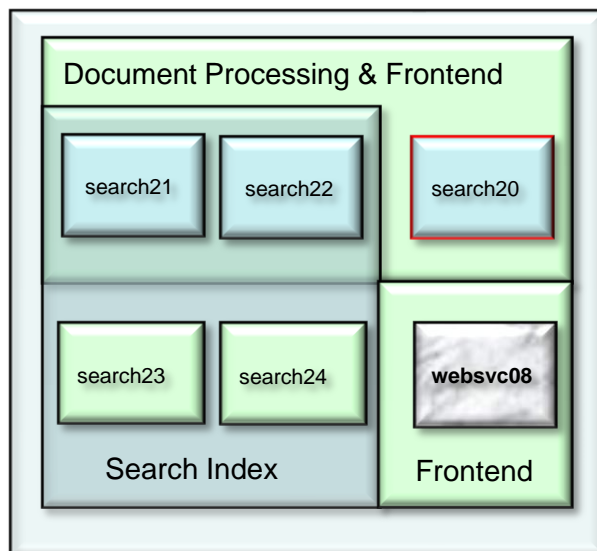 Document Processing & Frontend
search21
search22
search20
search23
search24
websvc08
Search Index
Frontend